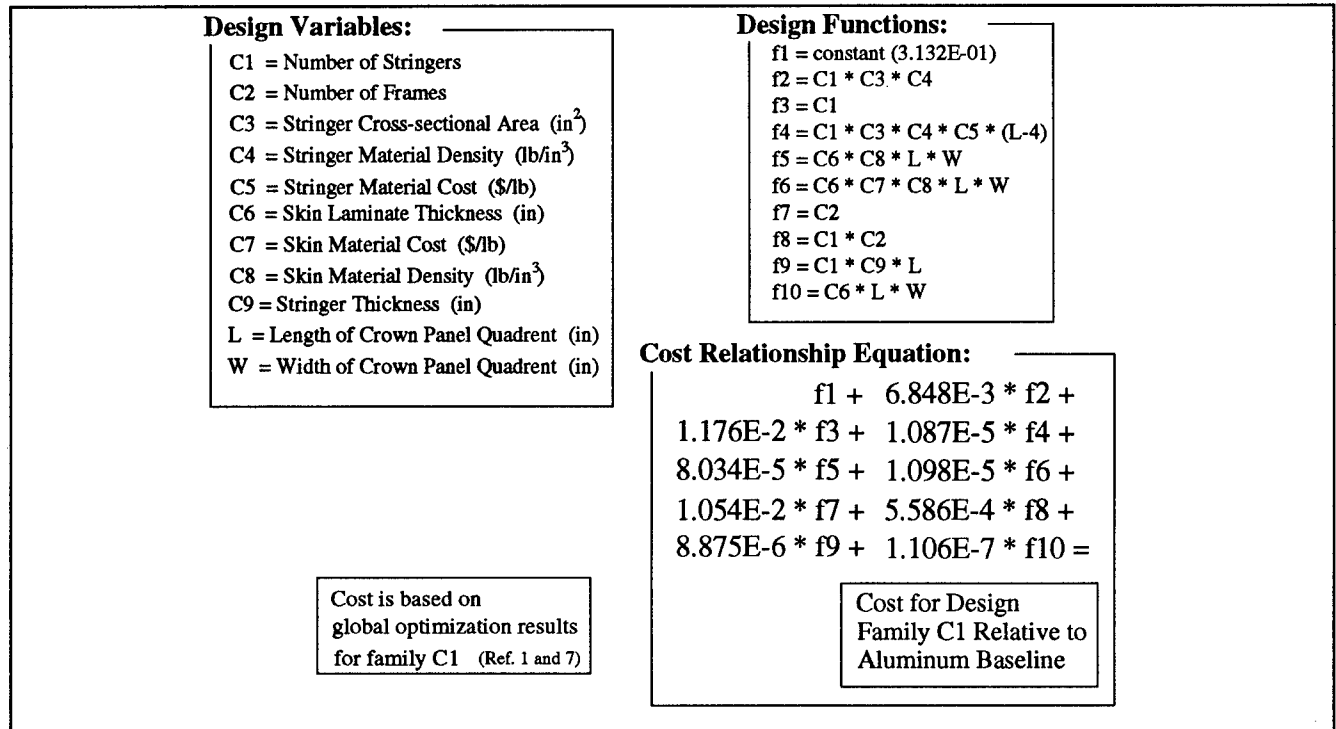 Design Variables:
C1 = Number of Stringers
C2 = Number of Frames
C3 = Stringer Cross-sectional Area (in²)
C4 = Stringer Material Density (lb/in³)
C5 = Stringer Material Cost ($/lb)
C6 = Skin Laminate Thickness (in)
C7 = Skin Material Cost ($/lb)
C8 = Skin Material Density (lb/in³)
C9 = Stringer Thickness (in)
L = Length of Crown Panel Quadrent (in)
W = Width of Crown Panel Quadrent (in)
Design Functions:
f1 = constant (3.132E-01)
f2 = C1 * C3 * C4
f3 = C1
f4 = C1 * C3 * C4 * C5 * (L-4)
f5 = C6 * C8 * L * W
f6 = C6 * C7 * C8 * L * W
f7 = C2
f8 = C1 * C2
f9 = C1 * C9 * L
f10 = C6 * L * W
Cost Relationship Equation:
f1 + 6.848E-3 * f2 +
1.176E-2 * f3 + 1.087E-5 * f4 +
8.034E-5 * f5 + 1.098E-5 * f6 +
1.054E-2 * f7 + 5.586E-4 * f8 +
8.875E-6 * f9 + 1.106E-7 * f10 =
Cost for Design
Family C1 Relative to
Aluminum Baseline
Cost is based on
global optimization results
for family C1 (Ref. 1 and 7)